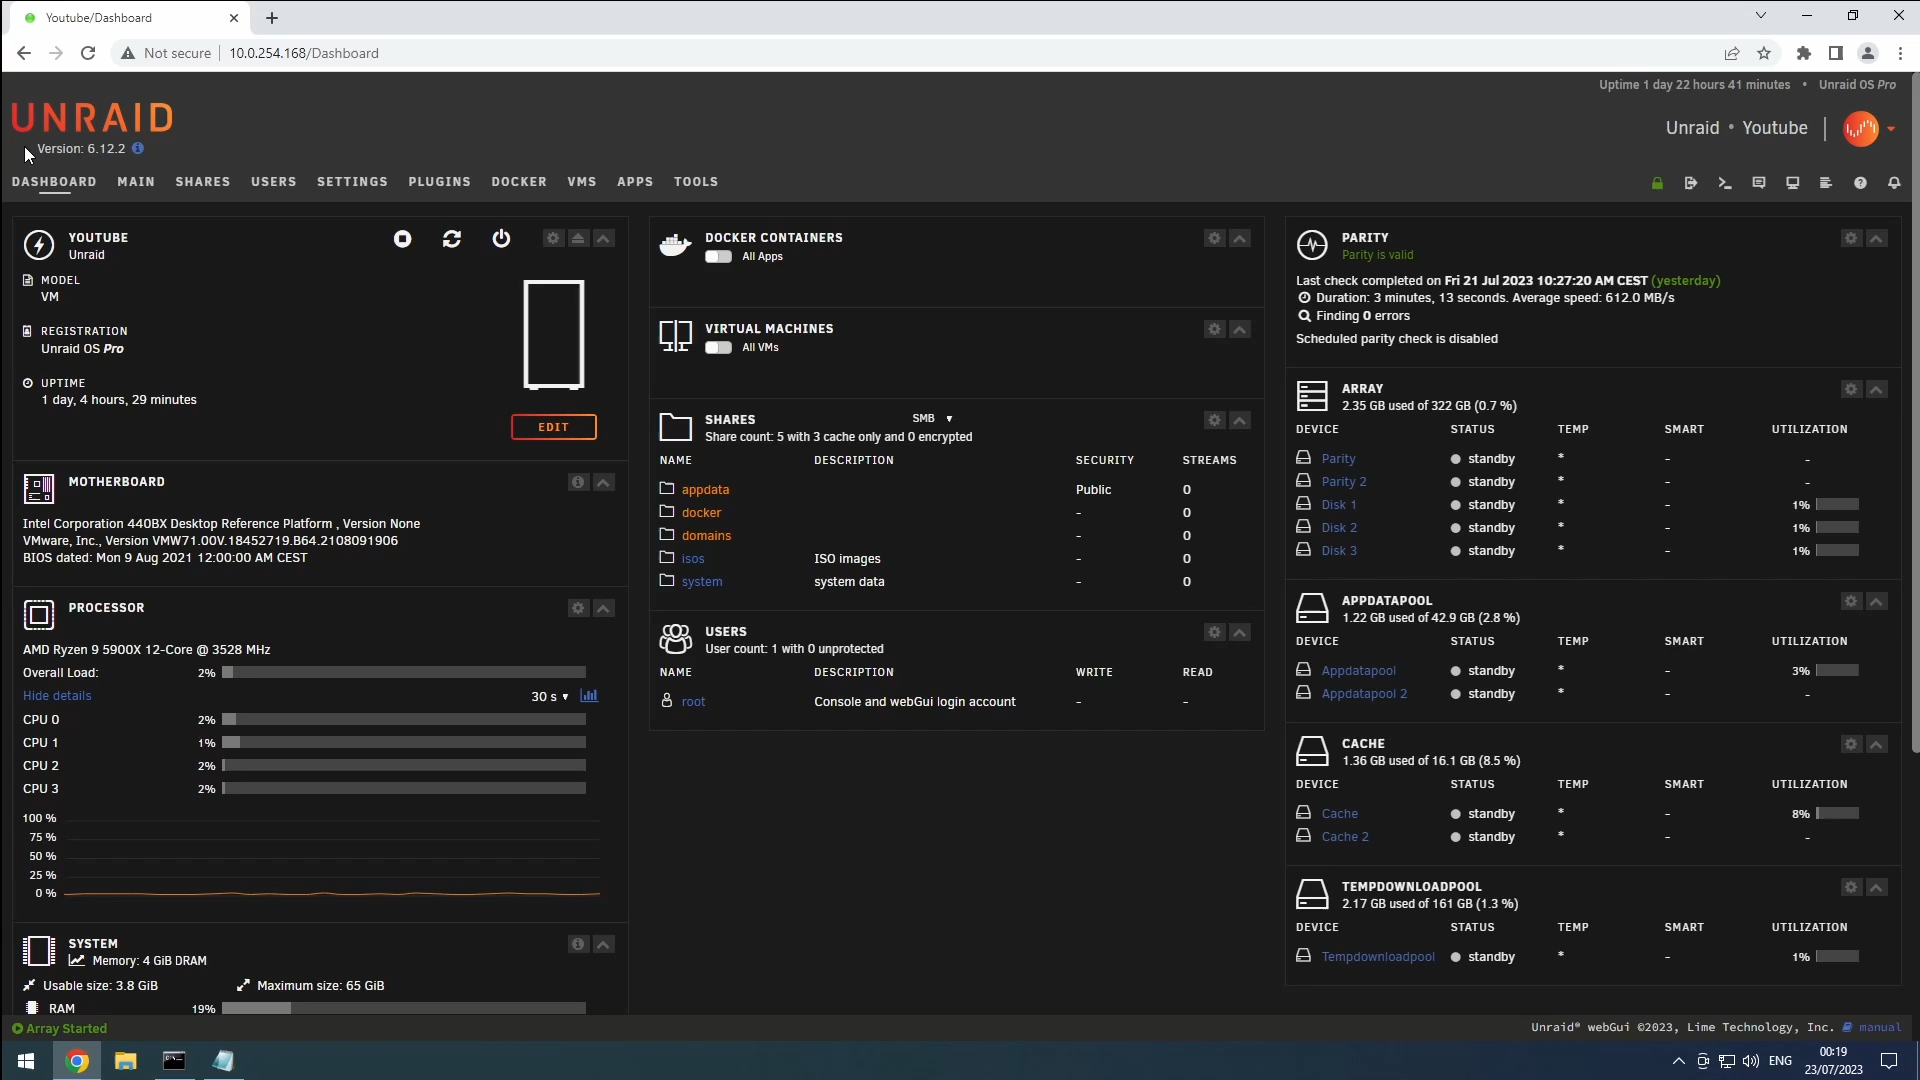 Youtube/Dashboard
Not secure
10.0.254.168/Dashboard
Uptime 1 day 22 hours 41 minutes • Unraid OS Pro
UNRAID
Version: 6.12.2
Unraid • Youtube
DASHBOARD MAIN SHARES USERS SETTINGS PLUGINS DOCKER VMS APPS TOOLS
YOUTUBE
Unraid
MODEL
VM
REGISTRATION
Unraid OS Pro
UPTIME
1 day, 4 hours, 29 minutes
EDIT
MOTHERBOARD
Intel Corporation 440BX Desktop Reference Platform , Version None
VMware, Inc., Version VMW71.00V.18452719.B64.2108091906
BIOS dated: Mon 9 Aug 2021 12:00:00 AM CEST
PROCESSOR
AMD Ryzen 9 5900X 12-Core @ 3528 MHz
Overall Load: 2%
Hide details 30 s
CPU 0 2%
CPU 1 1%
CPU 2 2%
CPU 3 2%
100 %
75 %
50 %
25 %
0 %
SYSTEM
Memory: 4 GiB DRAM
Usable size: 3.8 GiB Maximum size: 65 GiB
RAM 19%
DOCKER CONTAINERS
All Apps
VIRTUAL MACHINES
All VMs
SHARES SMB
Share count: 5 with 3 cache only and 0 encrypted
NAME DESCRIPTION SECURITY STREAMS
appdata Public 0
docker - 0
domains - 0
isos ISO images - 0
system system data - 0
USERS
User count: 1 with 0 unprotected
NAME DESCRIPTION WRITE READ
root Console and webGui login account - -
PARITY
Parity is valid
Last check completed on Fri 21 Jul 2023 10:27:20 AM CEST (yesterday)
Duration: 3 minutes, 13 seconds. Average speed: 612.0 MB/s
Finding 0 errors
Scheduled parity check is disabled
ARRAY
2.35 GB used of 322 GB (0.7 %)
DEVICE STATUS TEMP SMART UTILIZATION
Parity standby * - -
Parity 2 standby * - -
Disk 1 standby * - 1%
Disk 2 standby * - 1%
Disk 3 standby * - 1%
APPDATAPOOL
1.22 GB used of 42.9 GB (2.8 %)
DEVICE STATUS TEMP SMART UTILIZATION
Appdatapool standby * - 3%
Appdatapool 2 standby * - -
CACHE
1.36 GB used of 16.1 GB (8.5 %)
DEVICE STATUS TEMP SMART UTILIZATION
Cache standby * - 8%
Cache 2 standby * - -
TEMPDOWNLOADPOOL
2.17 GB used of 161 GB (1.3 %)
DEVICE STATUS TEMP SMART UTILIZATION
Tempdownloadpool standby * - 1%
Array Started
Unraid® webGui ©2023, Lime Technology, Inc. manual
ENG
00:19
23/07/2023